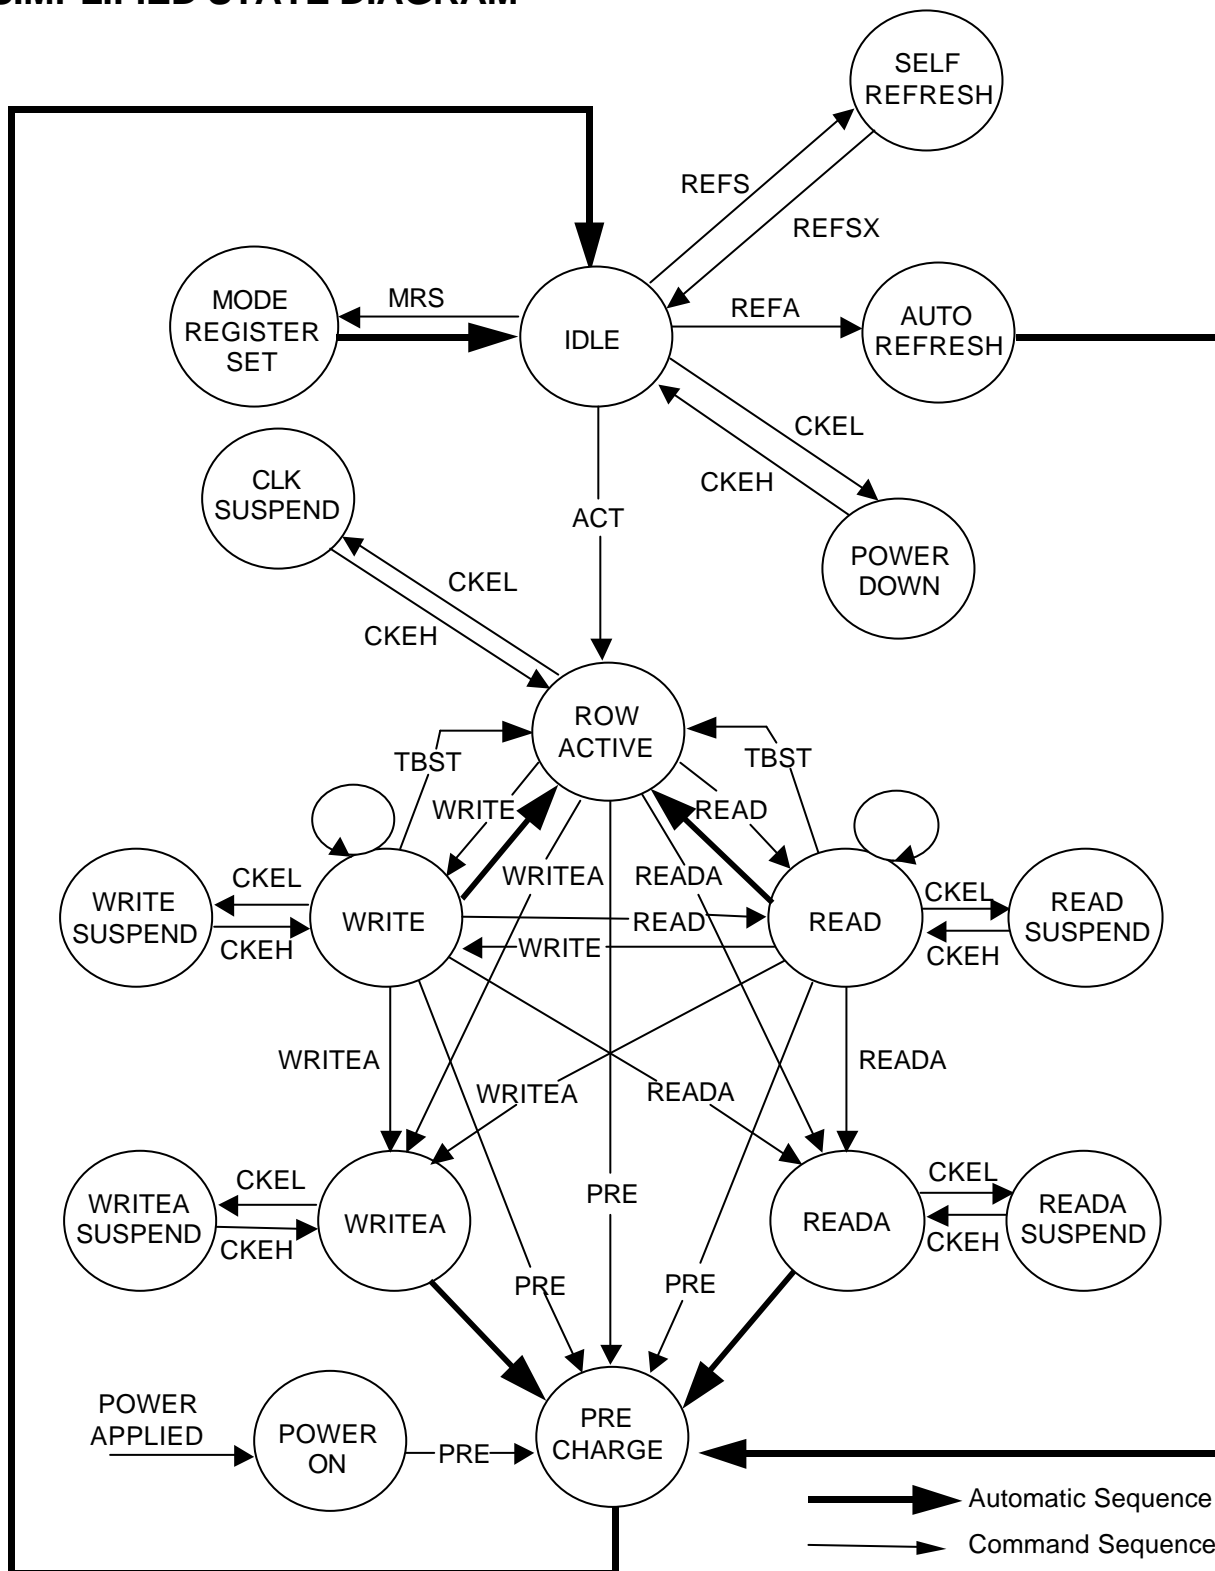 SIMPLIFIED STATE DIAGRAM
SELF
REFRESH
REFS
REFSX
MODE
REGISTER
SET
MRS
IDLE
REFA
AUTO
REFRESH
CKEL
CKEH
CLK
SUSPEND
ACT
POWER
DOWN
CKEL
CKEH
ROW
ACTIVE
TBST
TBST
WRITE
READ
WRITEA
READA
WRITE
SUSPEND
CKEL
CKEH
WRITE
READ
WRITE
READ
CKEL
CKEH
READ
SUSPEND
WRITEA
READA
WRITEA
READA
WRITEA
SUSPEND
CKEL
CKEH
WRITEA
PRE
READA
CKEL
CKEH
READA
SUSPEND
PRE
PRE
POWER
APPLIED
POWER
ON
PRE
PRE
CHARGE
Automatic Sequence
Command Sequence